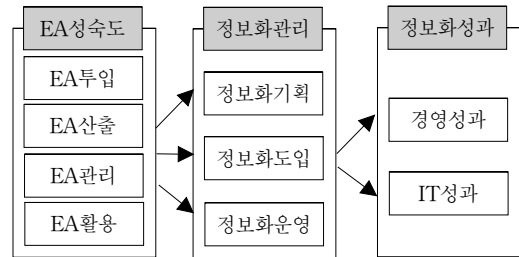 EA성숙도
EA투입
EA산출
EA관리
EA활용
정보화관리
정보화기획
정보화도입
정보화운영
정보화성과
경영성과
IT성과